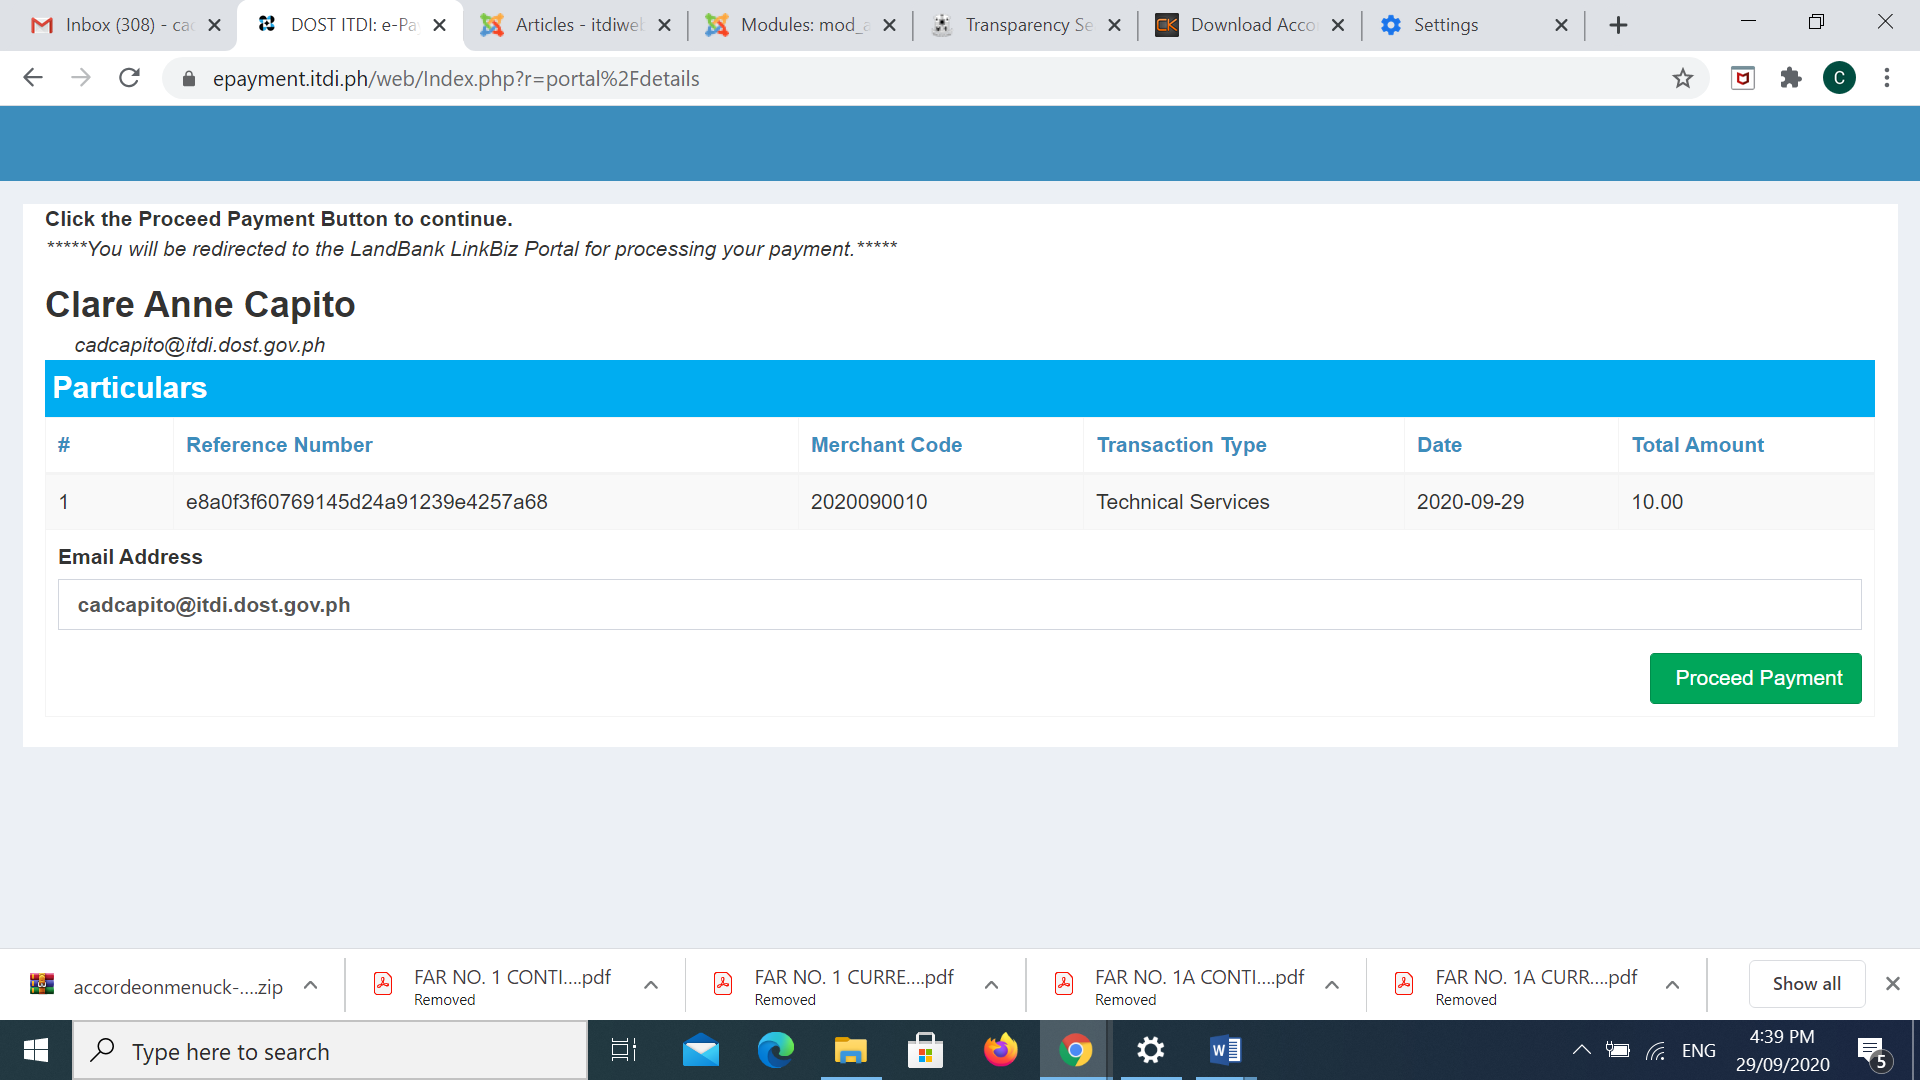 Inbox (308) - ca
DOST ITDI: e-Pa
Articles - itdiwe
Modules: mod_a
Transparency Se
CK
Download Acco
Settings
epayment.itdi.ph/web/Index.php?r=portal%2Fdetails
C
Click the Proceed Payment Button to continue.
*****You will be redirected to the LandBank LinkBiz Portal for processing your payment.*****
Clare Anne Capito
cadcapito@itdi.dost.gov.ph
Particulars
# Reference Number Merchant Code Transaction Type Date Total Amount
1 e8a0f3f60769145d24a91239e4257a68 2020090010 Technical Services 2020-09-29 10.00
Email Address
cadcapito@itdi.dost.gov.ph
Proceed Payment
accordeonmenuck-....zip
FAR NO. 1 CONTI....pdf
Removed
FAR NO. 1 CURRE....pdf
Removed
FAR NO. 1A CONTI....pdf
Removed
FAR NO. 1A CURR....pdf
Removed
Show all
Type here to search
W
ENG
4:39 PM
29/09/2020
5